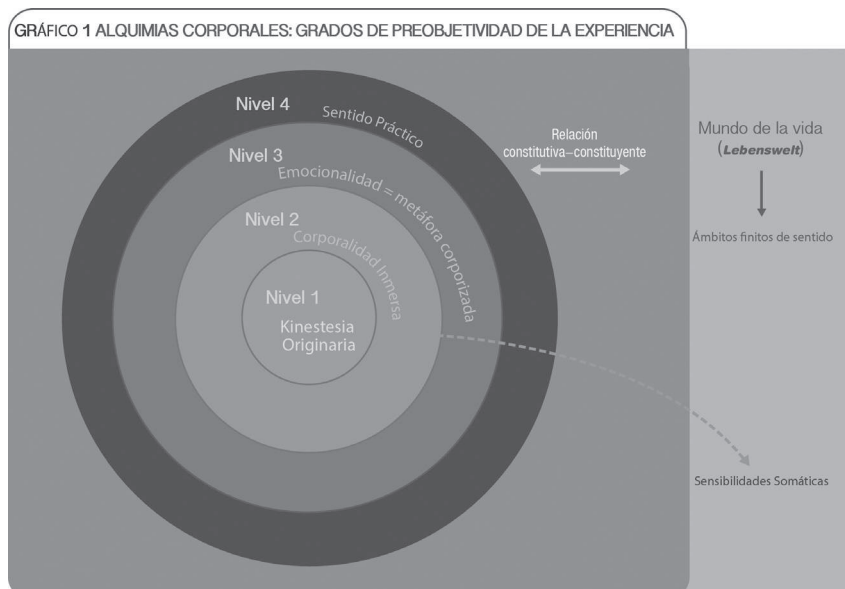 GRÁFICO 1 ALQUIMIAS CORPORALES: GRADOS DE PREOBJETIVIDAD DE LA EXPERIENCIA
Nivel 4
Sentido Práctico
Nivel 3
Emocionalidad = metáfora corporizada
Nivel 2
Corporalidad Inmersa
Nivel 1
Kinestesia
Originaria
Relación
constitutiva–constituyente
Mundo de la vida
(Lebenswelt)
Ámbitos finitos de sentido
Sensibilidades Somáticas